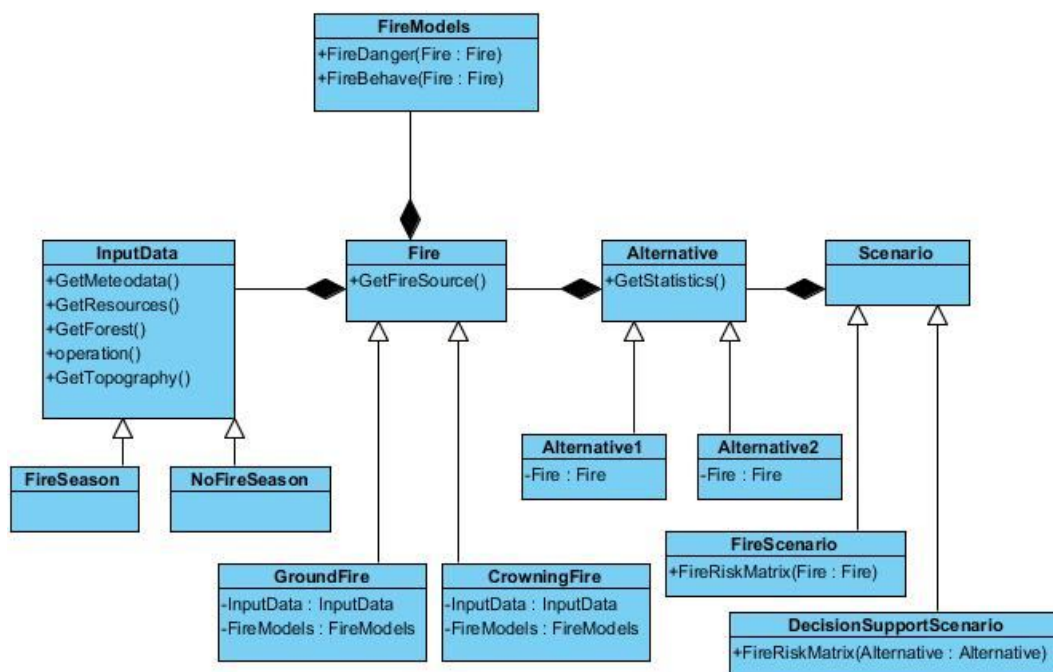 FireModels
+FireDanger(Fire : Fire)
+FireBehave(Fire : Fire)
InputData
+GetMeteodata()
+GetResources()
+GetForest()
+operation()
+GetTopography()
Fire
+GetFireSource()
Alternative
+GetStatistics()
Scenario
FireSeason
NoFireSeason
Alternative1
-Fire : Fire
Alternative2
-Fire : Fire
GroundFire
-InputData : InputData
-FireModels : FireModels
CrowningFire
-InputData : InputData
-FireModels : FireModels
FireScenario
+FireRiskMatrix(Fire : Fire)
DecisionSupportScenario
+FireRiskMatrix(Alternative : Alternative)